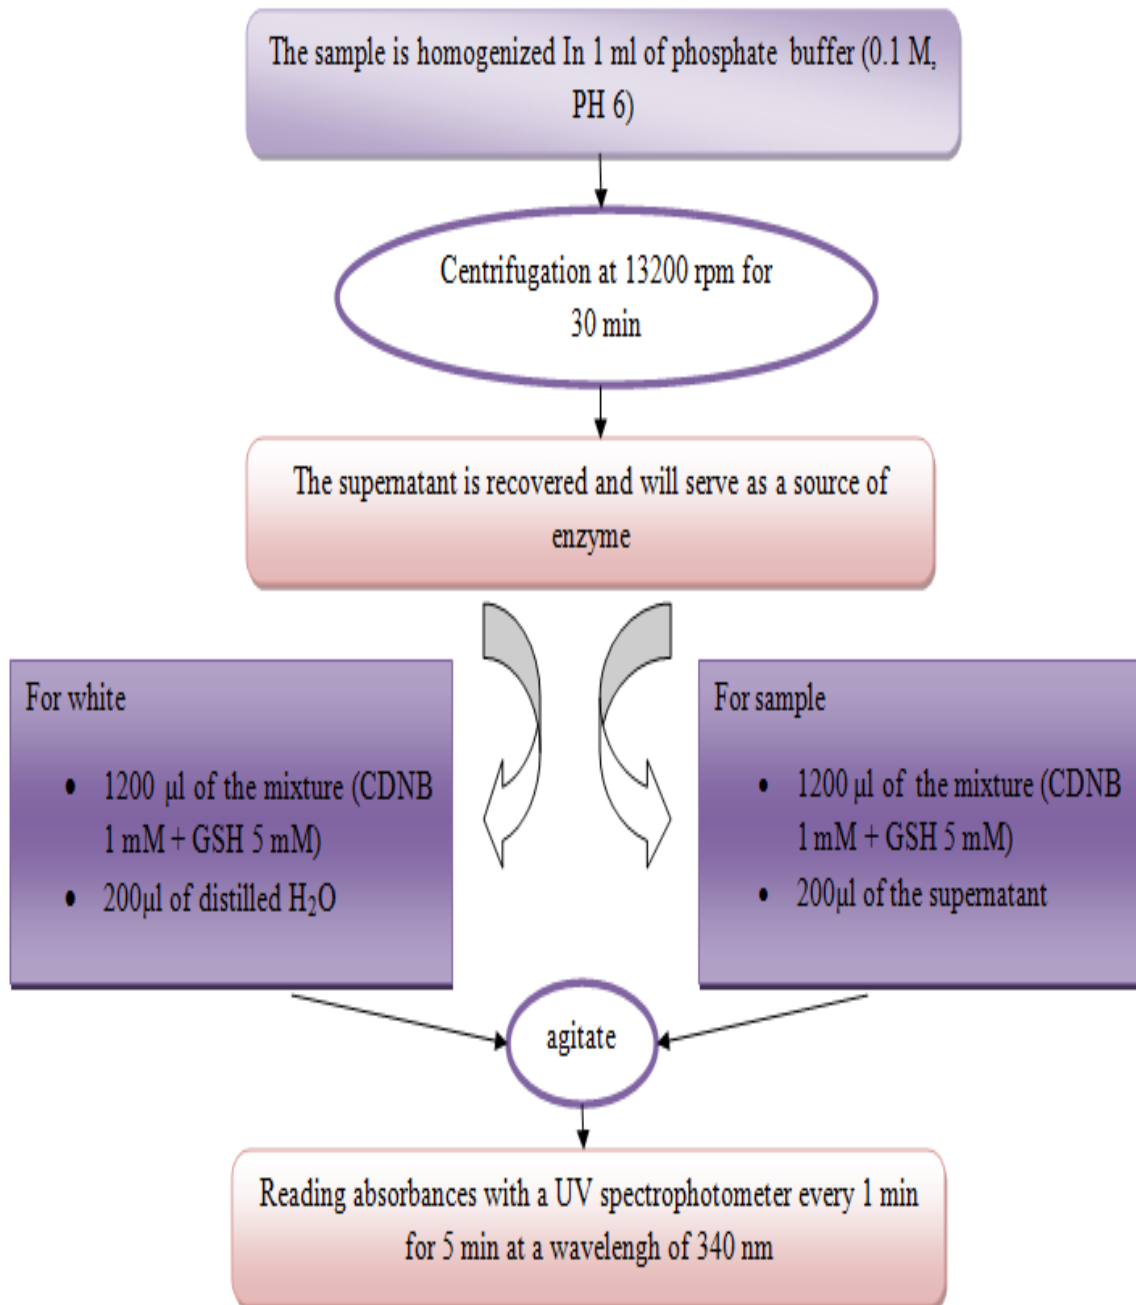 The sample is homogenized In 1 ml of phosphate buffer (0.1 M,
PH 6)
Centrifugation at 13200 rpm for
30 min
The supernatant is recovered and will serve as a source of
enzyme
For white
• 1200 µl of the mixture (CDNB
1 mM + GSH 5 mM)
• 200µl of distilled H₂O
For sample
• 1200 µl of the mixture (CDNB
1 mM + GSH 5 mM)
• 200µl of the supernatant
agitate
Reading absorbances with a UV spectrophotometer every 1 min
for 5 min at a wavelengh of 340 nm